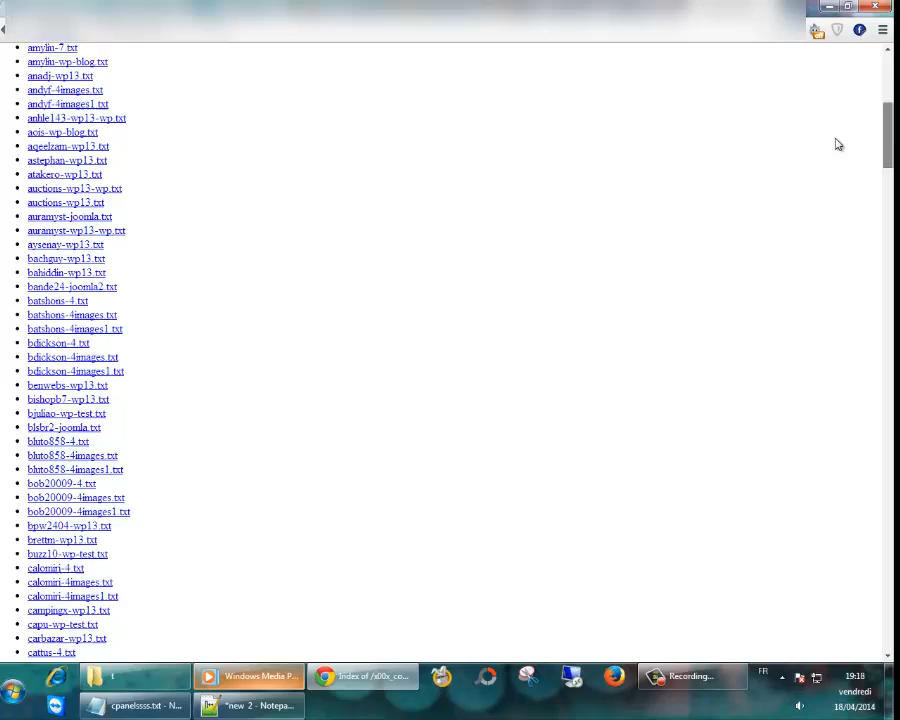 amyliu-7.txt
amyliu-wp-blog.txt
anadj-wp13.txt
andyf-4images.txt
andyf-4images1.txt
anhle143-wp13-wp.txt
aois-wp-blog.txt
aqeelzam-wp13.txt
astephan-wp13.txt
atakero-wp13.txt
auctions-wp13-wp.txt
auctions-wp13.txt
auramyst-joomla.txt
auramyst-wp13-wp.txt
aysenay-wp13.txt
bachguy-wp13.txt
bahiddin-wp13.txt
bande24-joomla2.txt
batshons-4.txt
batshons-4images.txt
batshons-4images1.txt
bdickson-4.txt
bdickson-4images.txt
bdickson-4images1.txt
benwebs-wp13.txt
bishopb7-wp13.txt
bjuliao-wp-test.txt
blsbr2-joomla.txt
bluto858-4.txt
bluto858-4images.txt
bluto858-4images1.txt
bob20009-4.txt
bob20009-4images.txt
bob20009-4images1.txt
bpw2404-wp13.txt
brettm-wp13.txt
buzz10-wp-test.txt
calomiri-4.txt
calomiri-4images.txt
calomiri-4images1.txt
campingx-wp13.txt
capu-wp-test.txt
carbazar-wp13.txt
cattus-4.txt
t
Windows Media P...
Index of /x00x_co...
Recording...
FR
19:18
vendredi
18/04/2014
cpanelssss.txt - N...
*new 2 - Notepa...